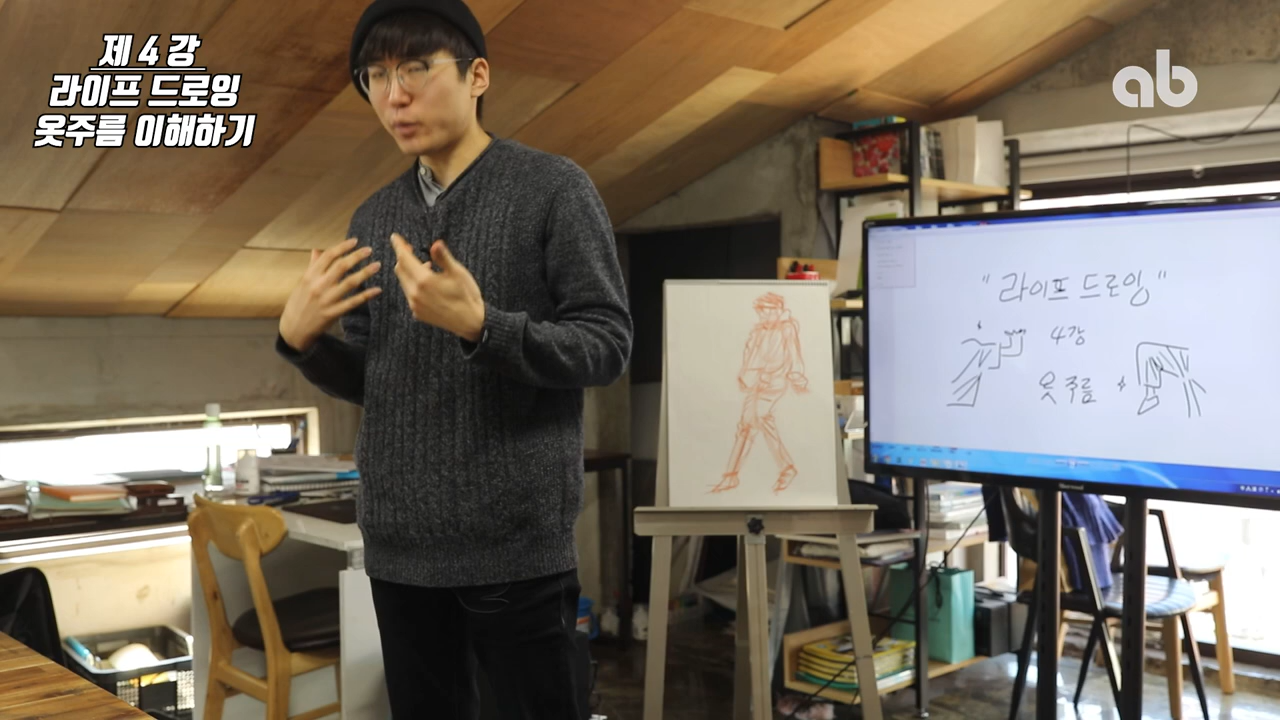 제 4 강
라이프 드로잉
옷주름 이해하기
ab
"라이프 드로잉"
4강
옷 주름